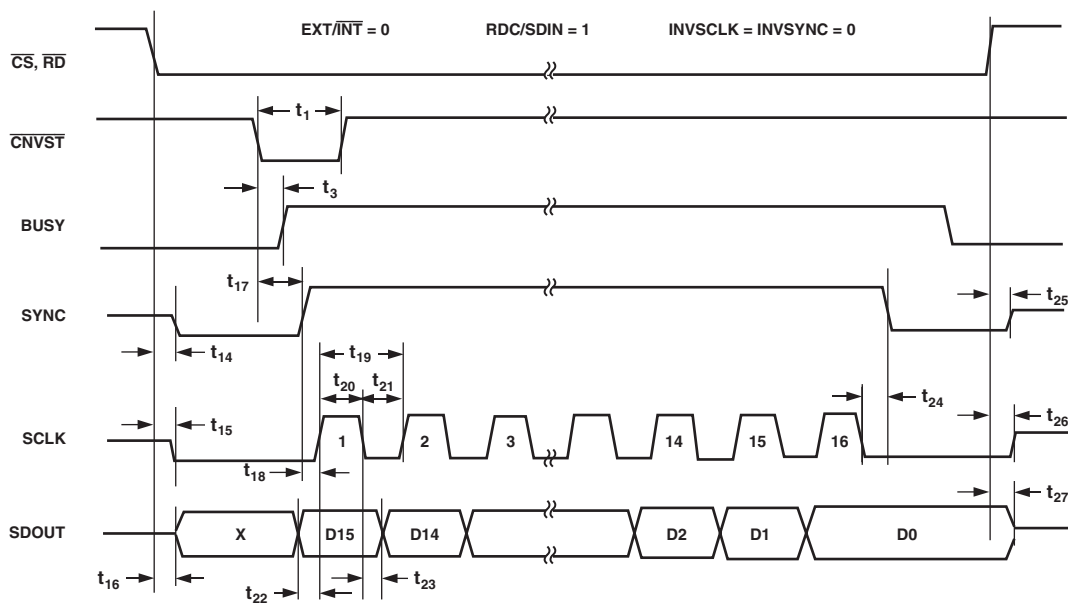 EXT/INT = 0 RDC/SDIN = 1 INVSCLK = INVSYNC = 0
CS, RD
t1
CNVST
t3
BUSY
t17
t25
SYNC
t14
t19
t20 t21
t24
t15
t26
SCLK
1 2 3 14 15 16
t18
t27
SDOUT
X D15 D14 D2 D1 D0
t16
t22
t23